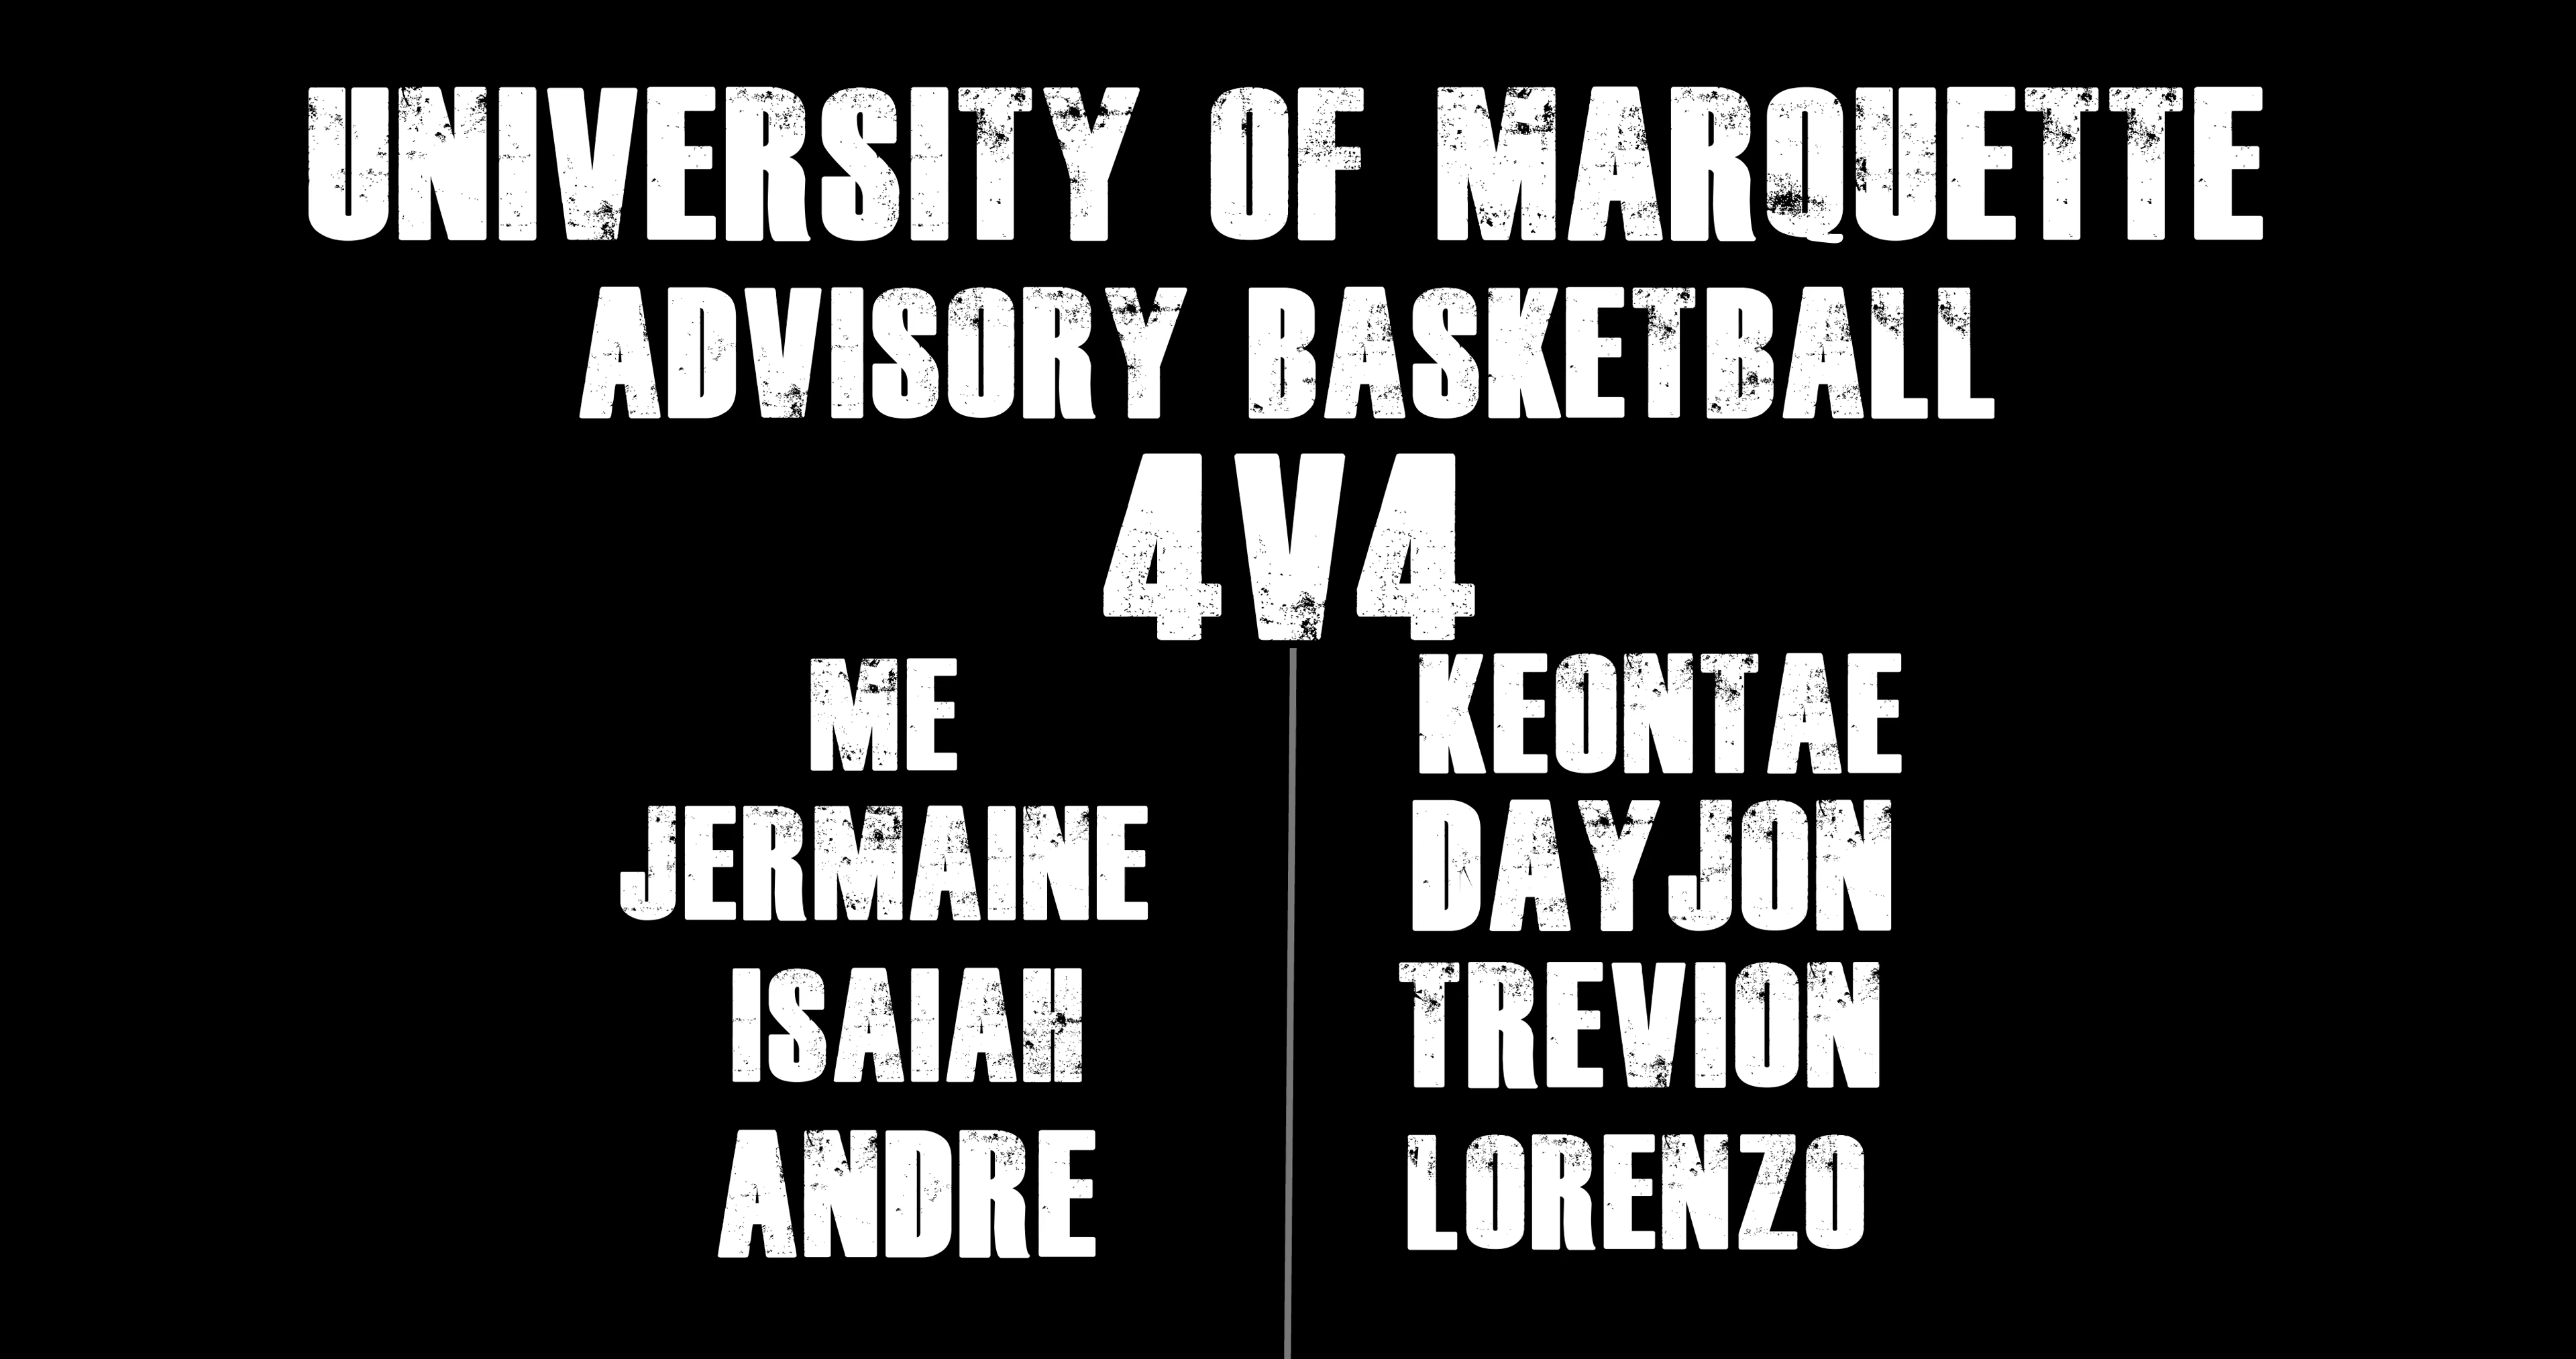 UNIVERSITY OF MARQUETTE
ADVISORY BASKETBALL
4V4
ME
JERMAINE
ISAIAH
ANDRE
KEONTAE
DAYJON
TREVION
LORENZO